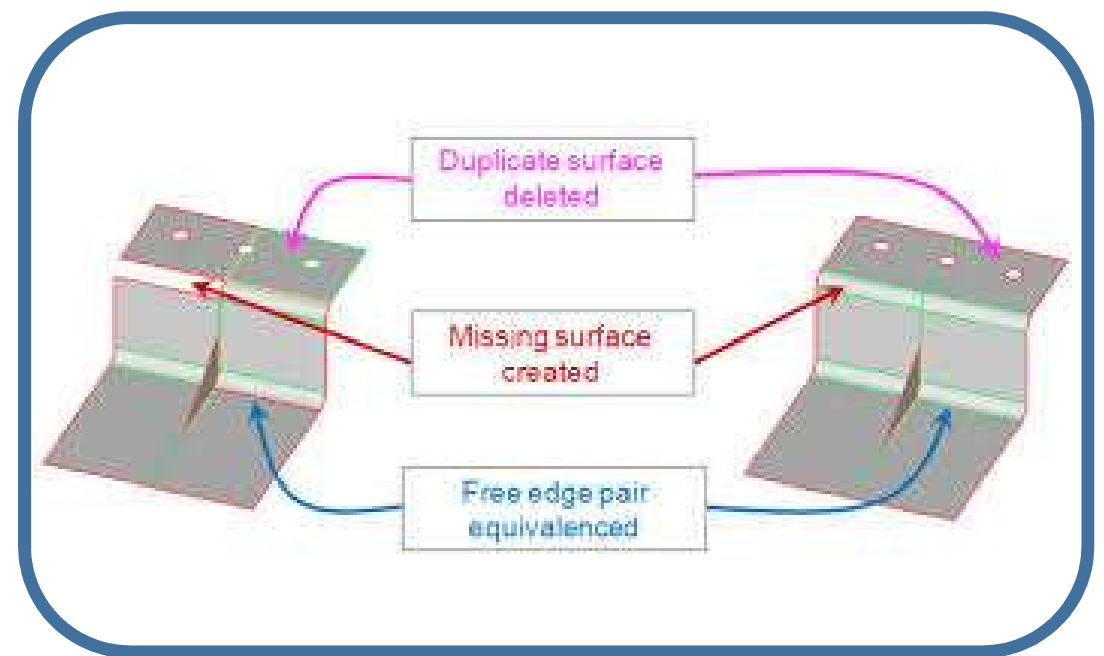 Duplicate surface
deleted
Missing surface
created
Free edge pair
equivalenced